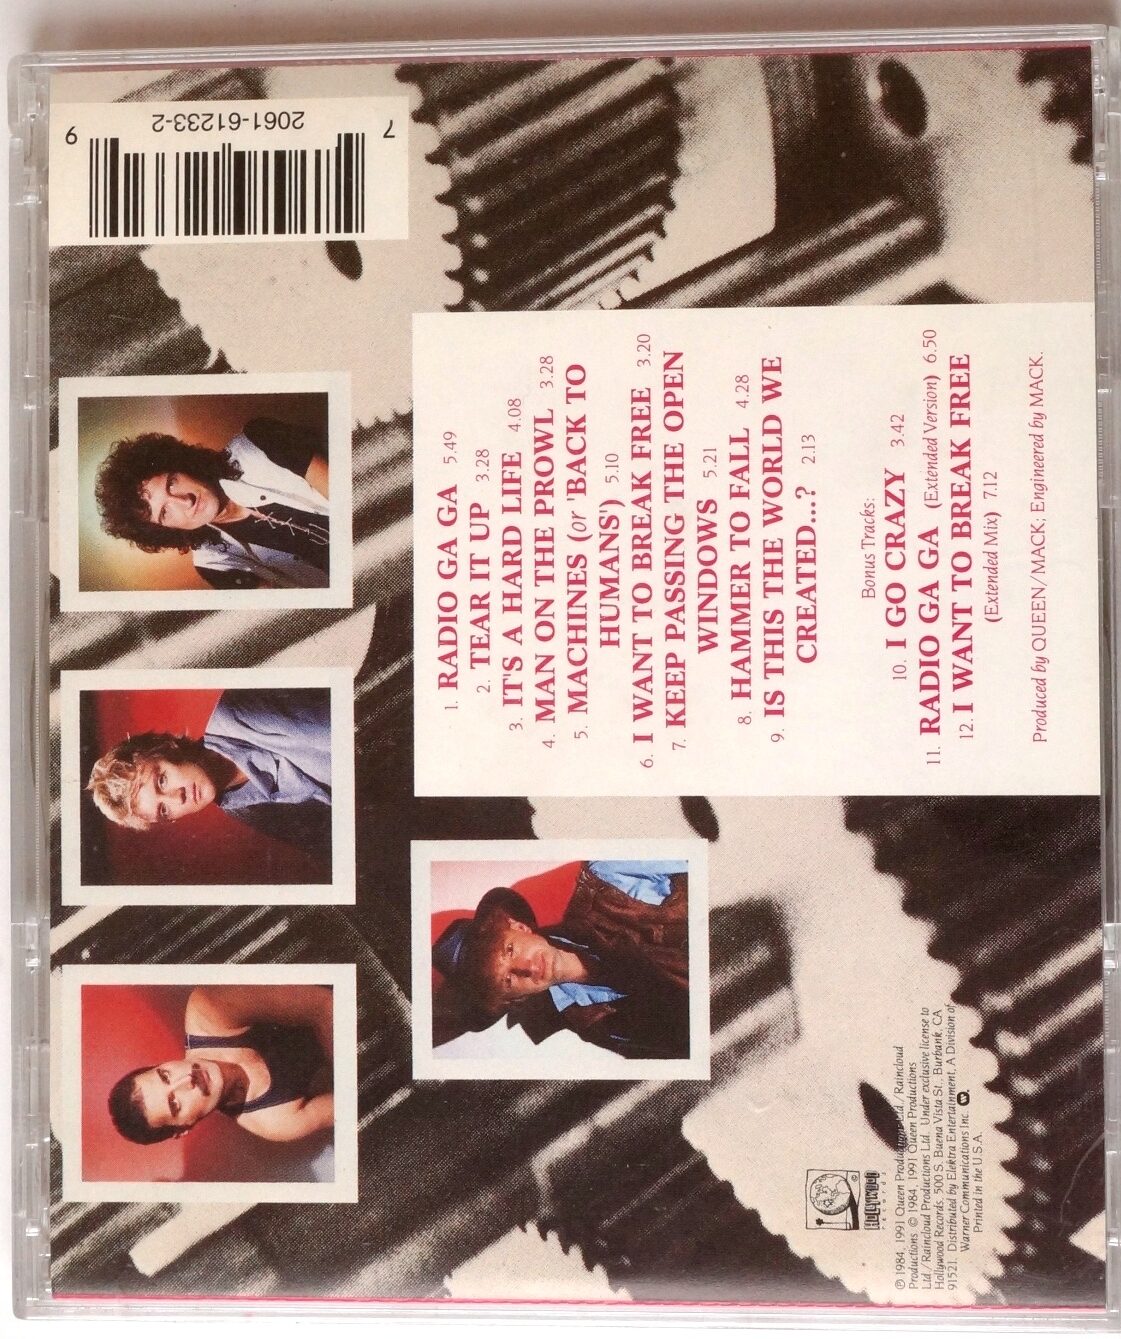 1. RADIO GA GA 5.49
2. TEAR IT UP 3.28
3. IT'S A HARD LIFE 4.08
4. MAN ON THE PROWL 3.28
5. MACHINES (or 'BACK TO
HUMANS') 5.10
6. I WANT TO BREAK FREE 3.20
7. KEEP PASSING THE OPEN
WINDOWS 5.21
8. HAMMER TO FALL 4.28
9. IS THIS THE WORLD WE
CREATED...? 2.13
Bonus Tracks:
10. I GO CRAZY 3.42
11. RADIO GA GA (Extended Version) 6.50
12. I WANT TO BREAK FREE
(Extended Mix) 7.12
Produced by QUEEN/MACK. Engineered by MACK.
7 2061-61233-2 9
HOLLYWOOD
records
℗ 1984, 1991 Queen Productions Ltd./Raincloud
Productions © 1984, 1991 Queen Productions
Ltd./Raincloud Productions Ltd. Under exclusive license to
Hollywood Records, 500 S. Buena Vista St., Burbank, CA
91521. Distributed by Elektra Entertainment, A Division of
Warner Communications Inc.
Printed in the U.S.A.